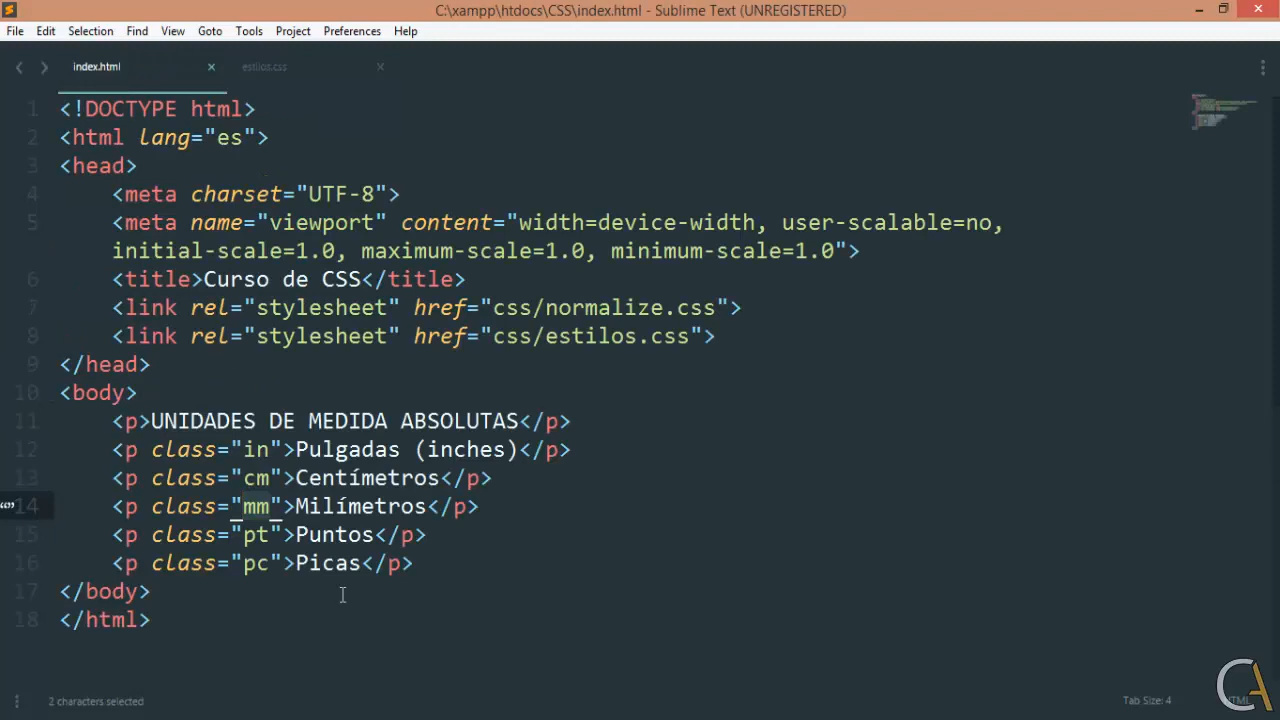 C:\xampp\htdocs\CSS\index.html - Sublime Text (UNREGISTERED)
File Edit Selection Find View Goto Tools Project Preferences Help
index.html estilos.css
1 <!DOCTYPE html>
2 <html lang="es">
3 <head>
4 <meta charset="UTF-8">
5 <meta name="viewport" content="width=device-width, user-scalable=no,
initial-scale=1.0, maximum-scale=1.0, minimum-scale=1.0">
6 <title>Curso de CSS</title>
7 <link rel="stylesheet" href="css/normalize.css">
8 <link rel="stylesheet" href="css/estilos.css">
9 </head>
10 <body>
11 <p>UNIDADES DE MEDIDA ABSOLUTAS</p>
12 <p class="in">Pulgadas (inches)</p>
13 <p class="cm">Centímetros</p>
14 <p class="mm">Milímetros</p>
15 <p class="pt">Puntos</p>
16 <p class="pc">Picas</p>
17 </body>
18 </html>
2 characters selected Tab Size: 4 HTML
CA